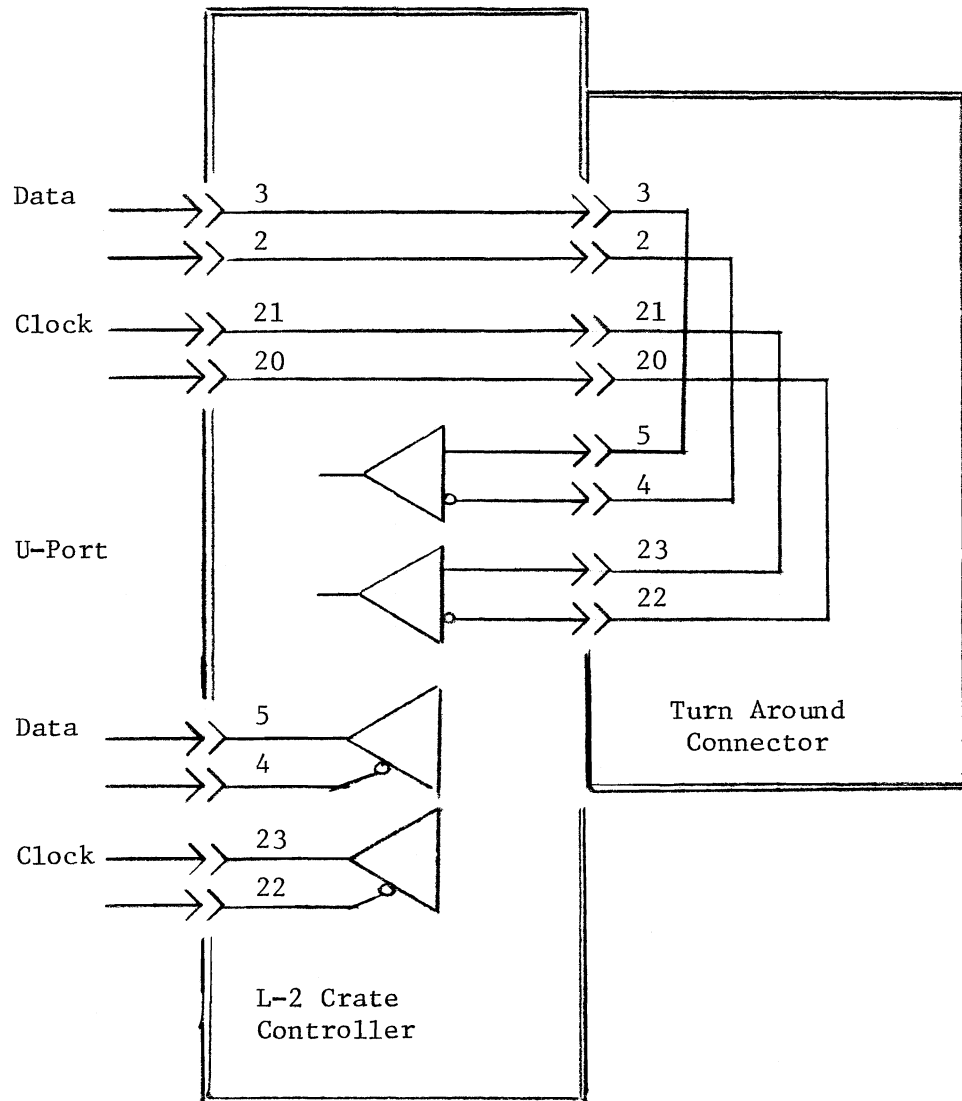 Data
3
3
2
2
Clock
21
21
20
20
5
4
U-Port
23
22
Data
5
4
Turn Around
Connector
Clock
23
22
L-2 Crate
Controller